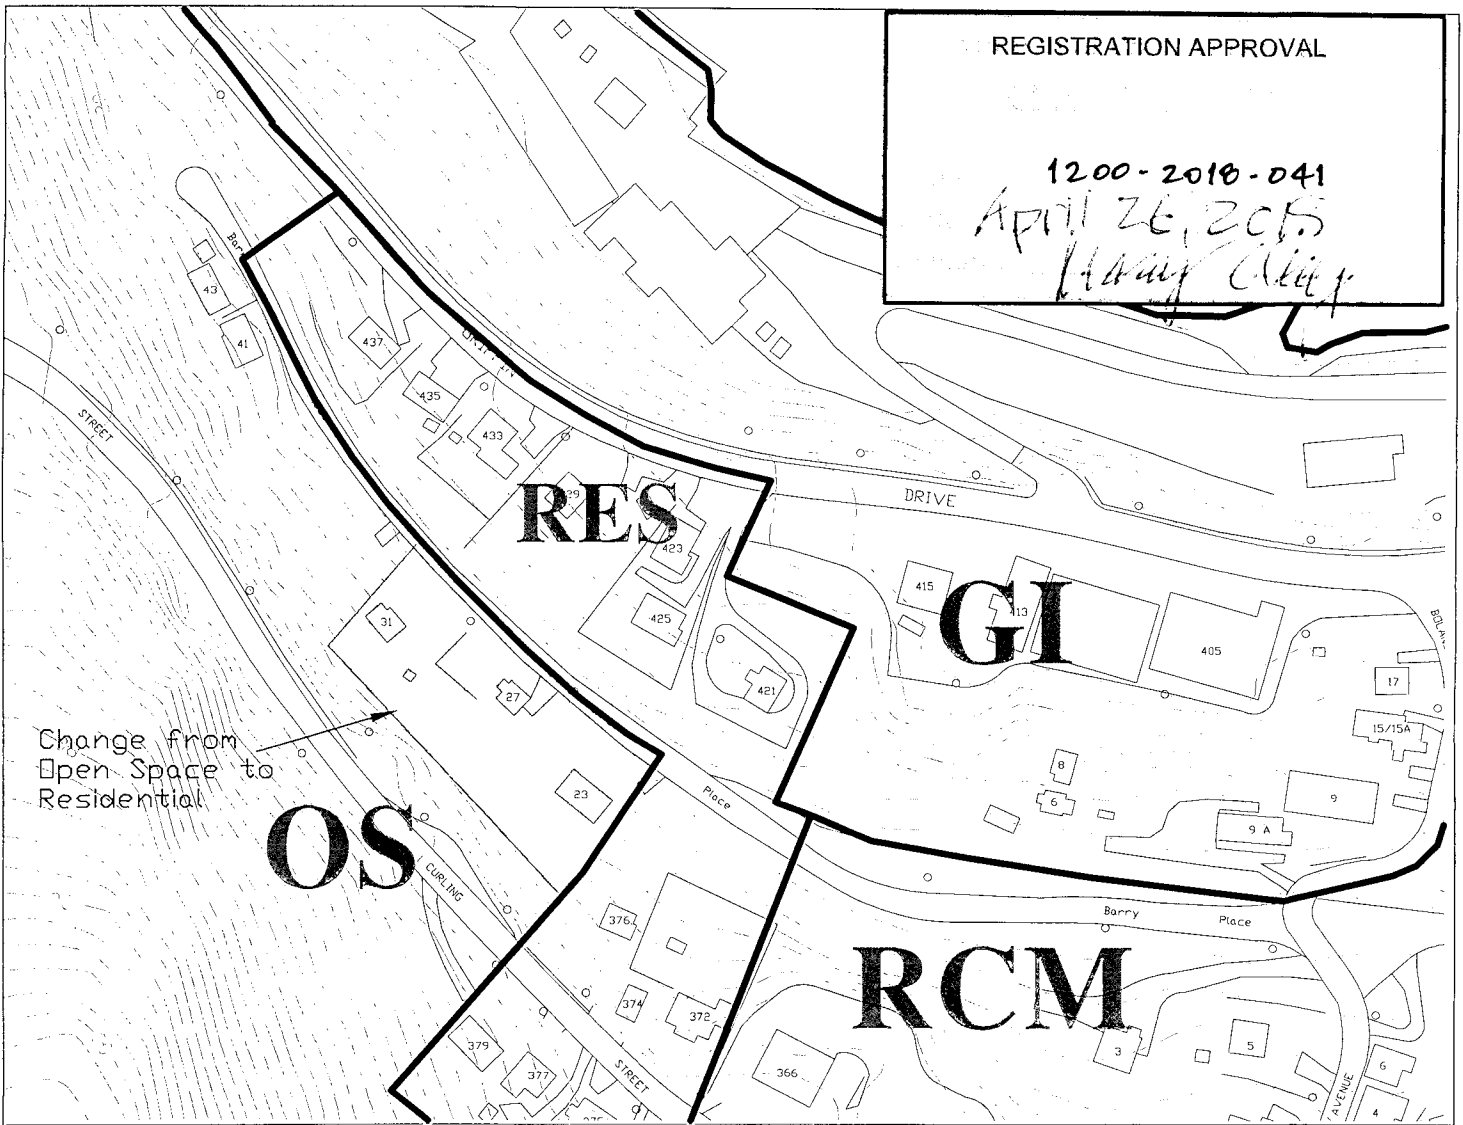 REGISTRATION APPROVAL
1200-2018-041
April 26, 2018
43
41
437
435
433
STREET
RES
423
425
421
DRIVE
GI
415
413
405
17
15/15A
9
9 A
8
6
31
27
23
Change from
Open Space to
Residential
OS
CURLING
Place
Barry
Place
RCM
376
374
372
379
377
STREET
366
3
5
6
4
AVENUE